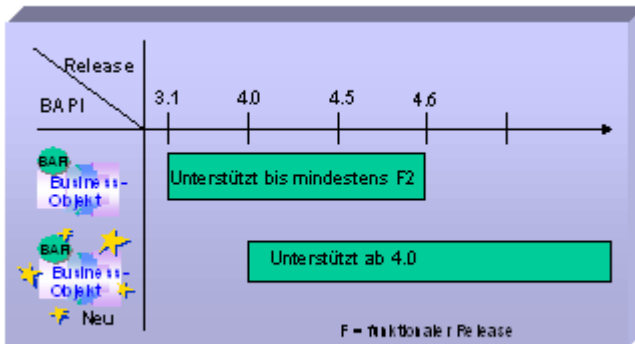 Release
BAPI
3.1 4.0 4.5 4.6
BAPI
Business-
Objekt
Unterstützt bis mindestens F2
BAPI
Business-
Objekt
Neu
Unterstützt ab 4.0
F = funktionaler Release